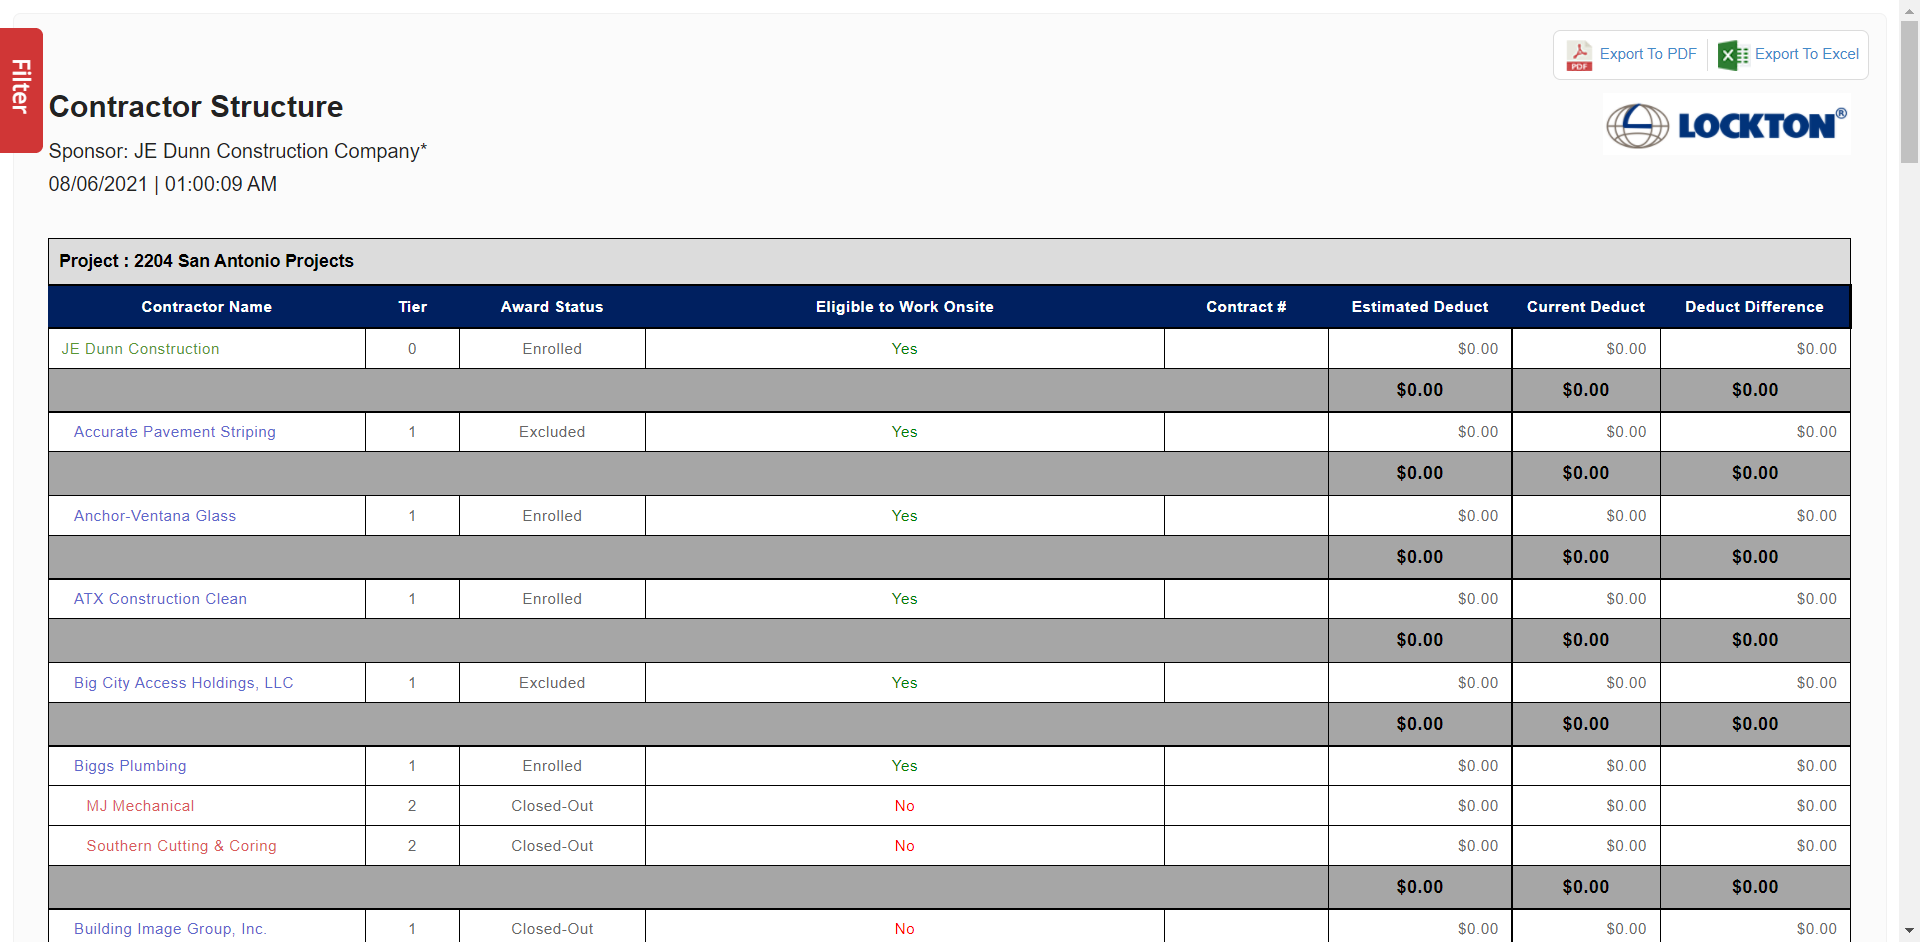 Filter
PDF Export To PDF
Export To Excel
Contractor Structure
LOCKTON®
Sponsor: JE Dunn Construction Company*
08/06/2021 | 01:00:09 AM
Project : 2204 San Antonio Projects
Contractor Name Tier Award Status Eligible to Work Onsite Contract # Estimated Deduct Current Deduct Deduct Difference
JE Dunn Construction 0 Enrolled Yes $0.00 $0.00 $0.00
$0.00 $0.00 $0.00
Accurate Pavement Striping 1 Excluded Yes $0.00 $0.00 $0.00
$0.00 $0.00 $0.00
Anchor-Ventana Glass 1 Enrolled Yes $0.00 $0.00 $0.00
$0.00 $0.00 $0.00
ATX Construction Clean 1 Enrolled Yes $0.00 $0.00 $0.00
$0.00 $0.00 $0.00
Big City Access Holdings, LLC 1 Excluded Yes $0.00 $0.00 $0.00
$0.00 $0.00 $0.00
Biggs Plumbing 1 Enrolled Yes $0.00 $0.00 $0.00
MJ Mechanical 2 Closed-Out No $0.00 $0.00 $0.00
Southern Cutting & Coring 2 Closed-Out No $0.00 $0.00 $0.00
$0.00 $0.00 $0.00
Building Image Group, Inc. 1 Closed-Out No $0.00 $0.00 $0.00